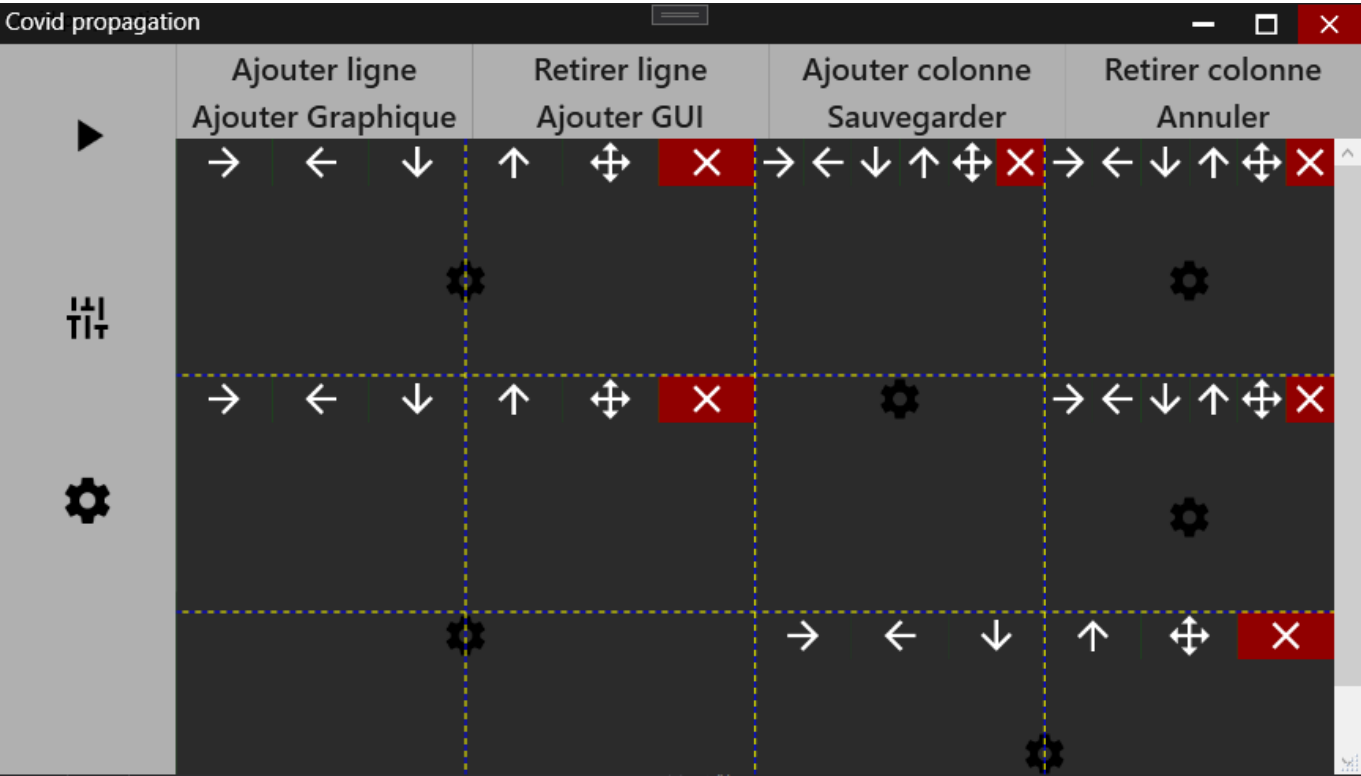 Covid propagation
Ajouter ligne
Retirer ligne
Ajouter colonne
Retirer colonne
Ajouter Graphique
Ajouter GUI
Sauvegarder
Annuler